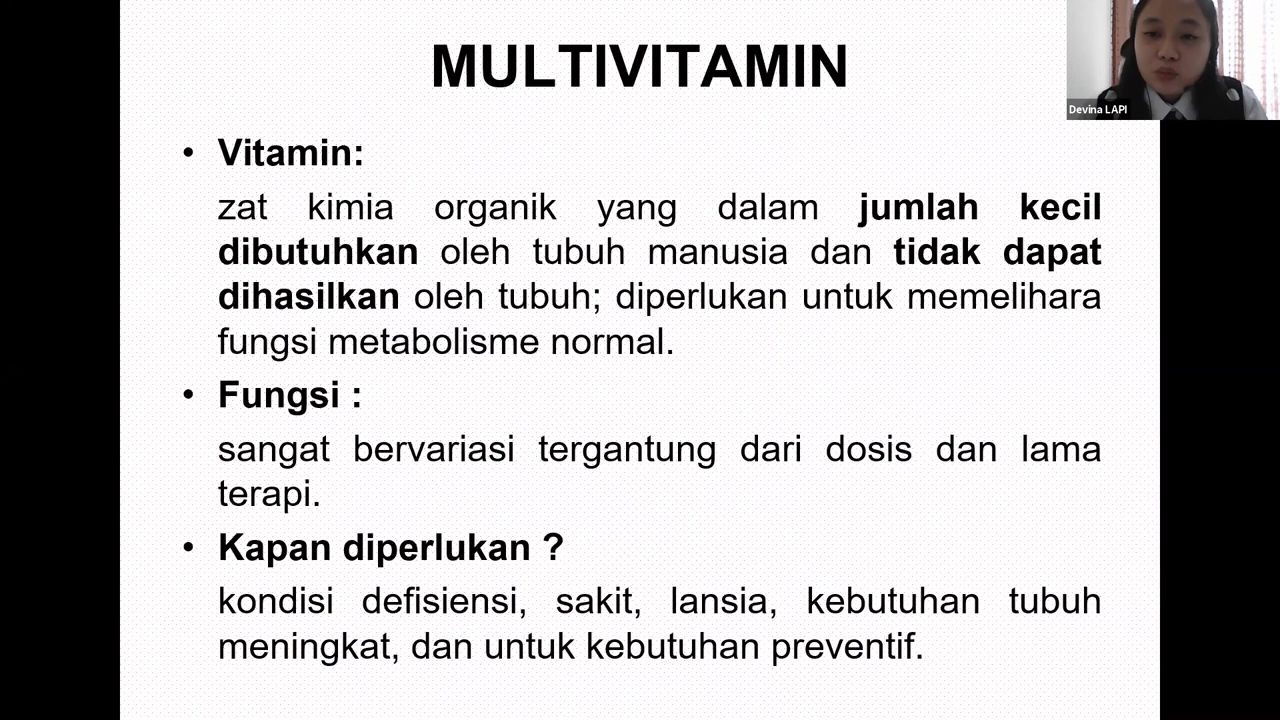 MULTIVITAMIN
Devina LAPI
• Vitamin:
zat kimia organik yang dalam jumlah kecil
dibutuhkan oleh tubuh manusia dan tidak dapat
dihasilkan oleh tubuh; diperlukan untuk memelihara
fungsi metabolisme normal.
• Fungsi :
sangat bervariasi tergantung dari dosis dan lama
terapi.
• Kapan diperlukan ?
kondisi defisiensi, sakit, lansia, kebutuhan tubuh
meningkat, dan untuk kebutuhan preventif.